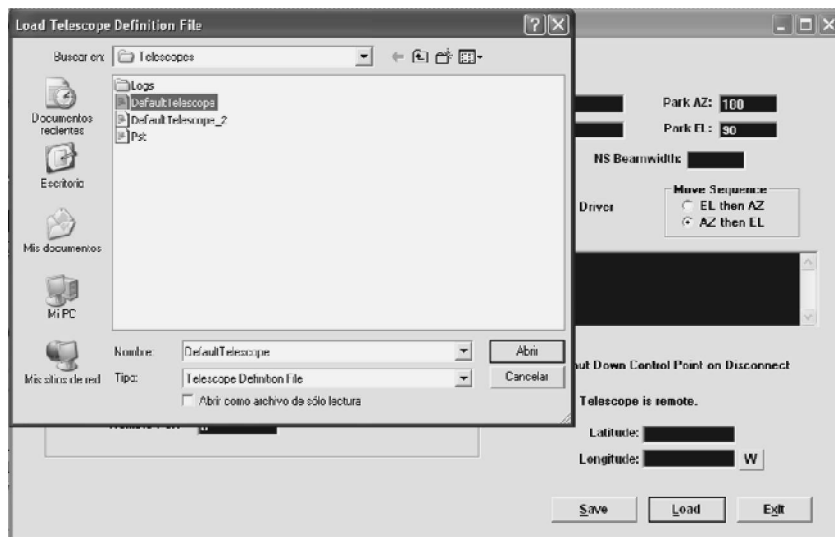 Load Telescope Definition File
Buscar en: Telescopes
Logs
DefaultTelescope
DefaultTelescope_2
Documentos recientes
Escritorio
Mis documentos
Mi PC
Mis sitios de red
Nombre: DefaultTelescope
Abrir
Tipo: Telescope Definition File
Cancelar
Abrir como archivo de sólo lectura
Park AZ:
Park EL: 90
NS Beamwidth:
Driver
Move Sequence
EL then AZ
AZ then EL
Down Control Point on Disconnect
Telescope is remote.
Latitude:
Longitude: W
Save
Load
Exit